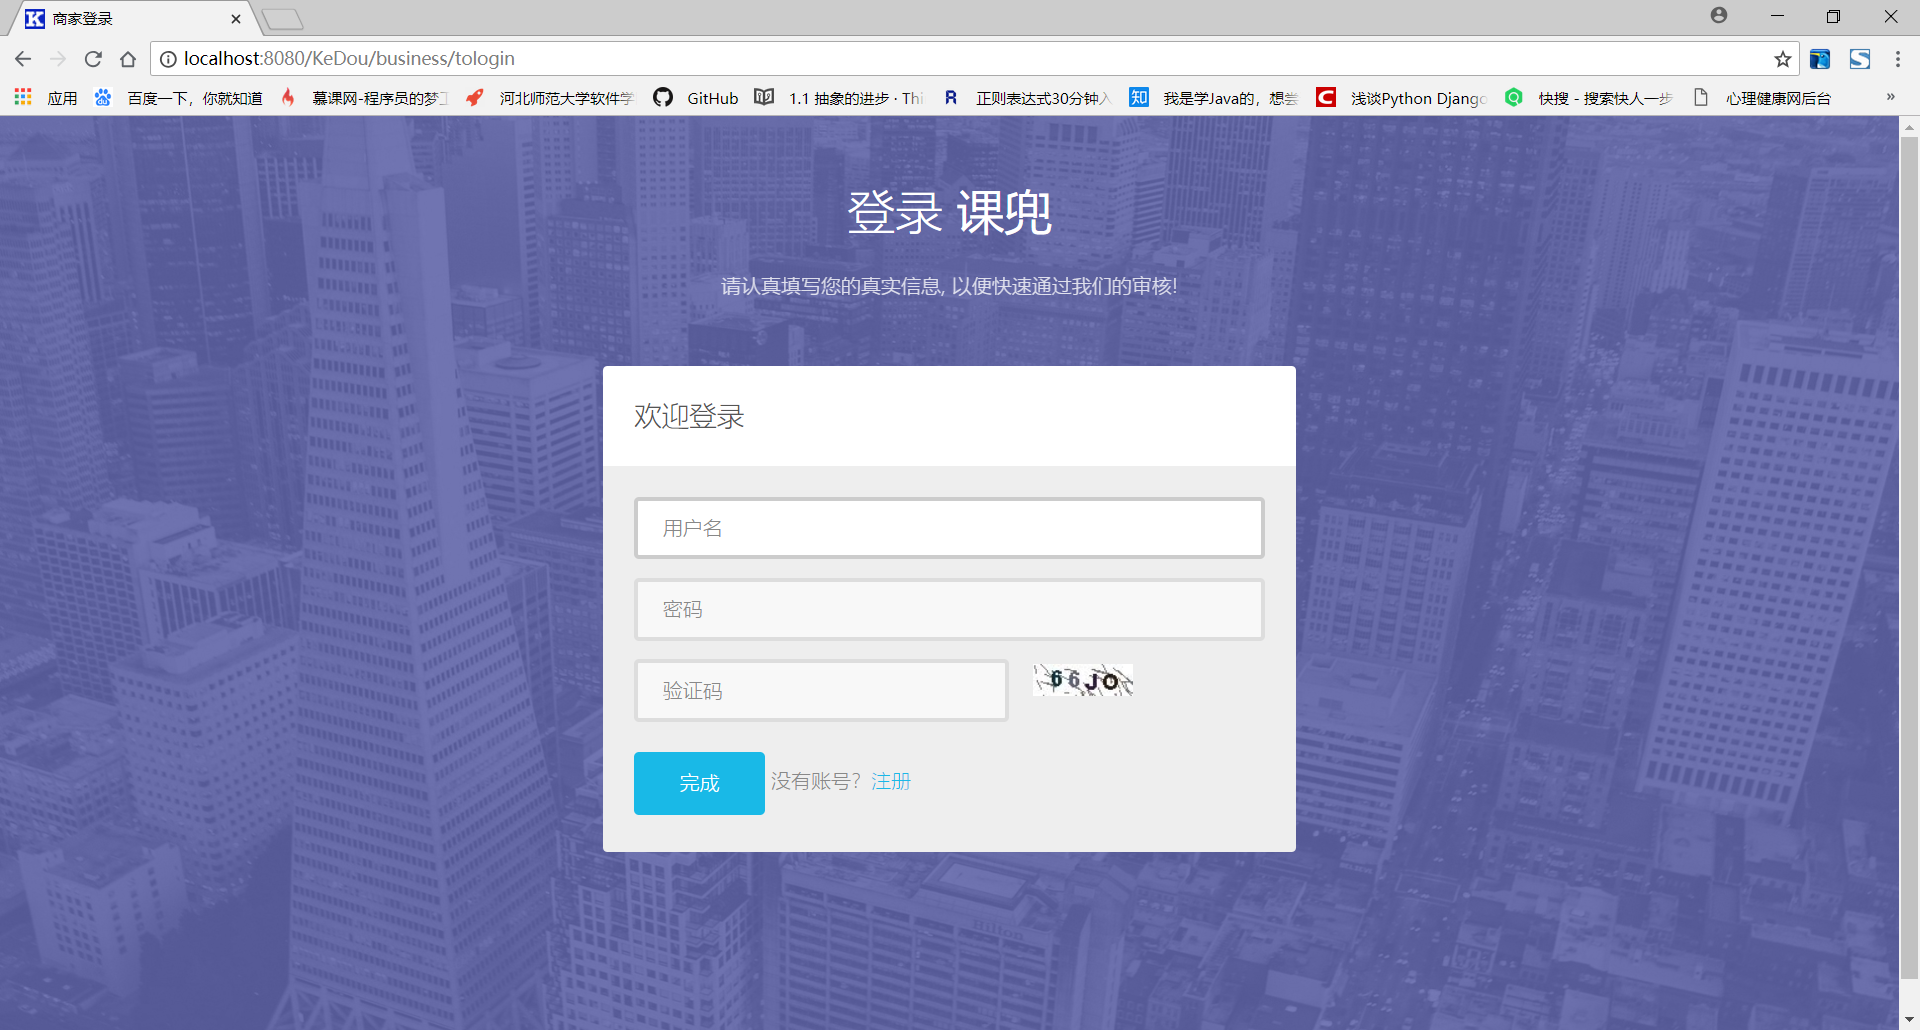 商家登录
localhost:8080/KeDou/business/tologin
应用 百度一下，你就知道 慕课网-程序员的梦工 河北师范大学软件学 GitHub 1.1 抽象的进步 · Thi 正则表达式30分钟入 我是学Java的，想尝 浅谈Python Django 快搜 - 搜索快人一步 心理健康网后台 »
登录 课兜
请认真填写您的真实信息, 以便快速通过我们的审核!
欢迎登录
用户名
密码
验证码 66JO
完成 没有账号？注册
Hilton